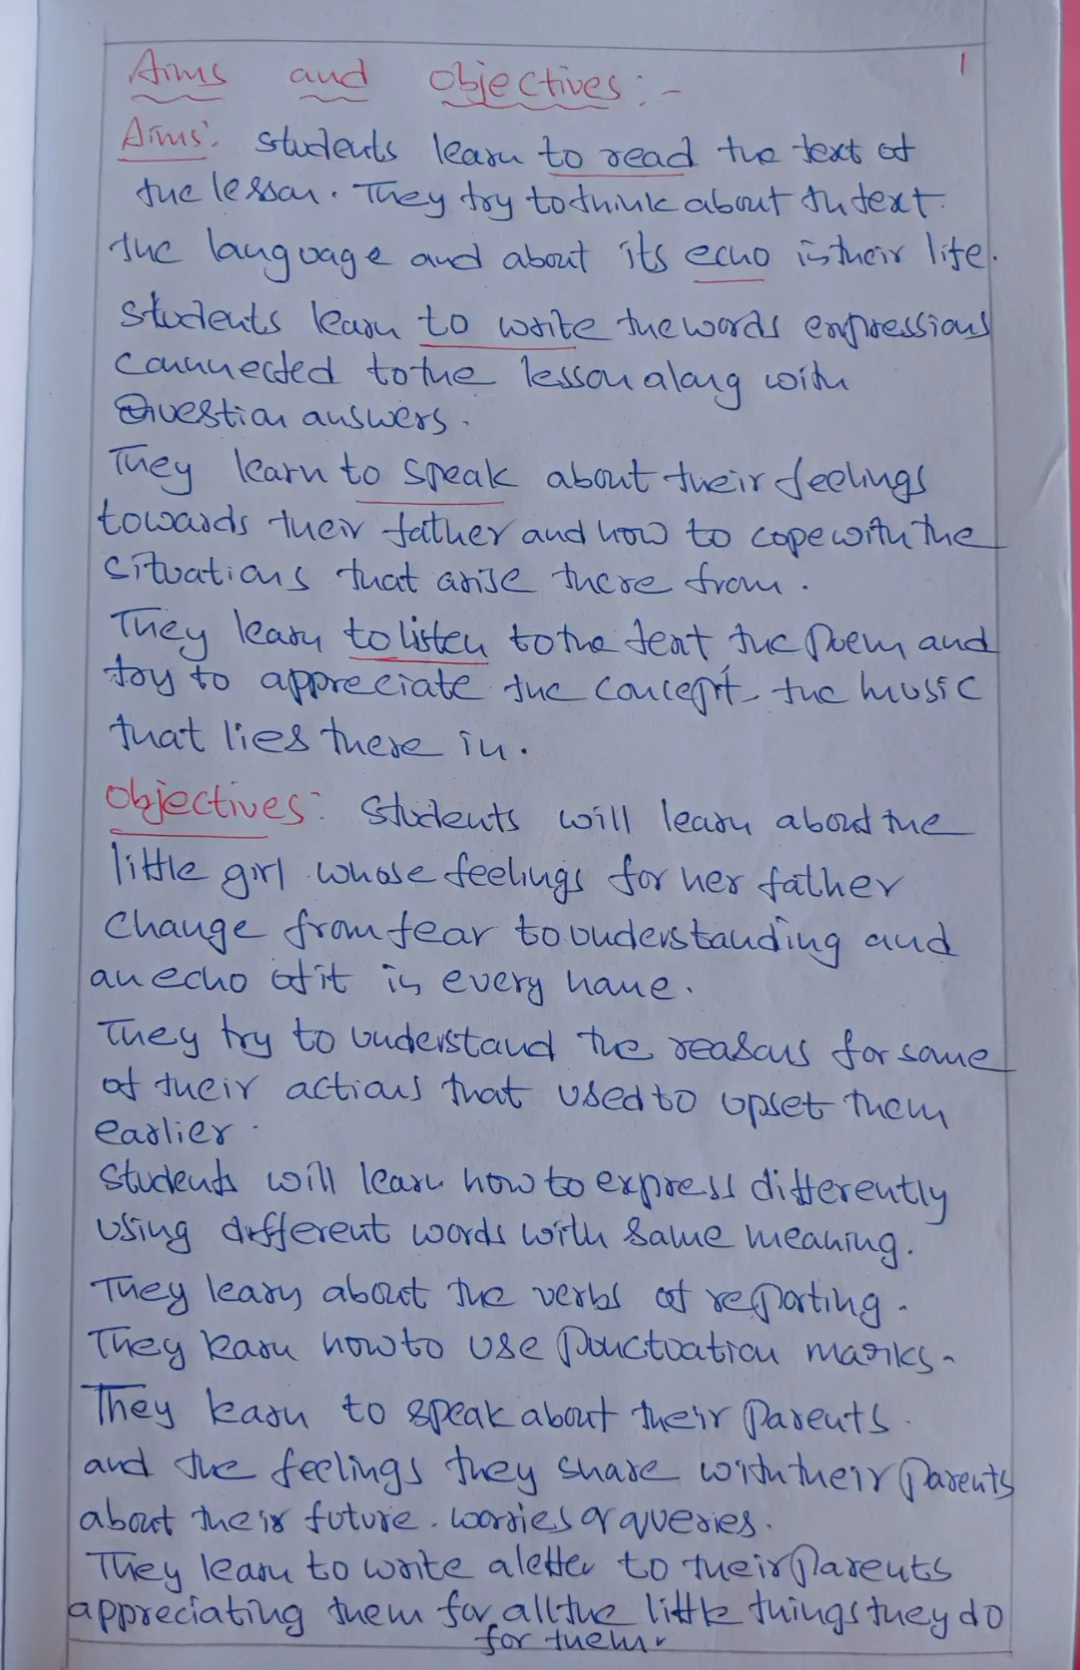 1
Aims and objectives:-
Aims: students learn to read the text of
the lesson. They try to think about the text.
the language and about its echo in their life.
students learn to write the words expressions
connected to the lesson along with
Question answers.
They learn to speak about their feelings
towards their father and how to cope with the
situations that arise there from.
They learn to listen to the text, the poem and
try to appreciate the concept, the music
that lies there in.
objectives: students will learn about the
little girl whose feelings for her father
change from fear to understanding and
an echo of it in every home.
They try to understand the reasons for some
of their actions that used to upset them
earlier.
students will learn how to express differently
using different words with same meaning.
They learn about the verbs of reporting.
They learn how to use punctuation marks.
They learn to speak about their parents.
and the feelings they share with their parents
about their future. worries or queries.
They learn to write a letter to their parents
appreciating them for all the little things they do
for them.